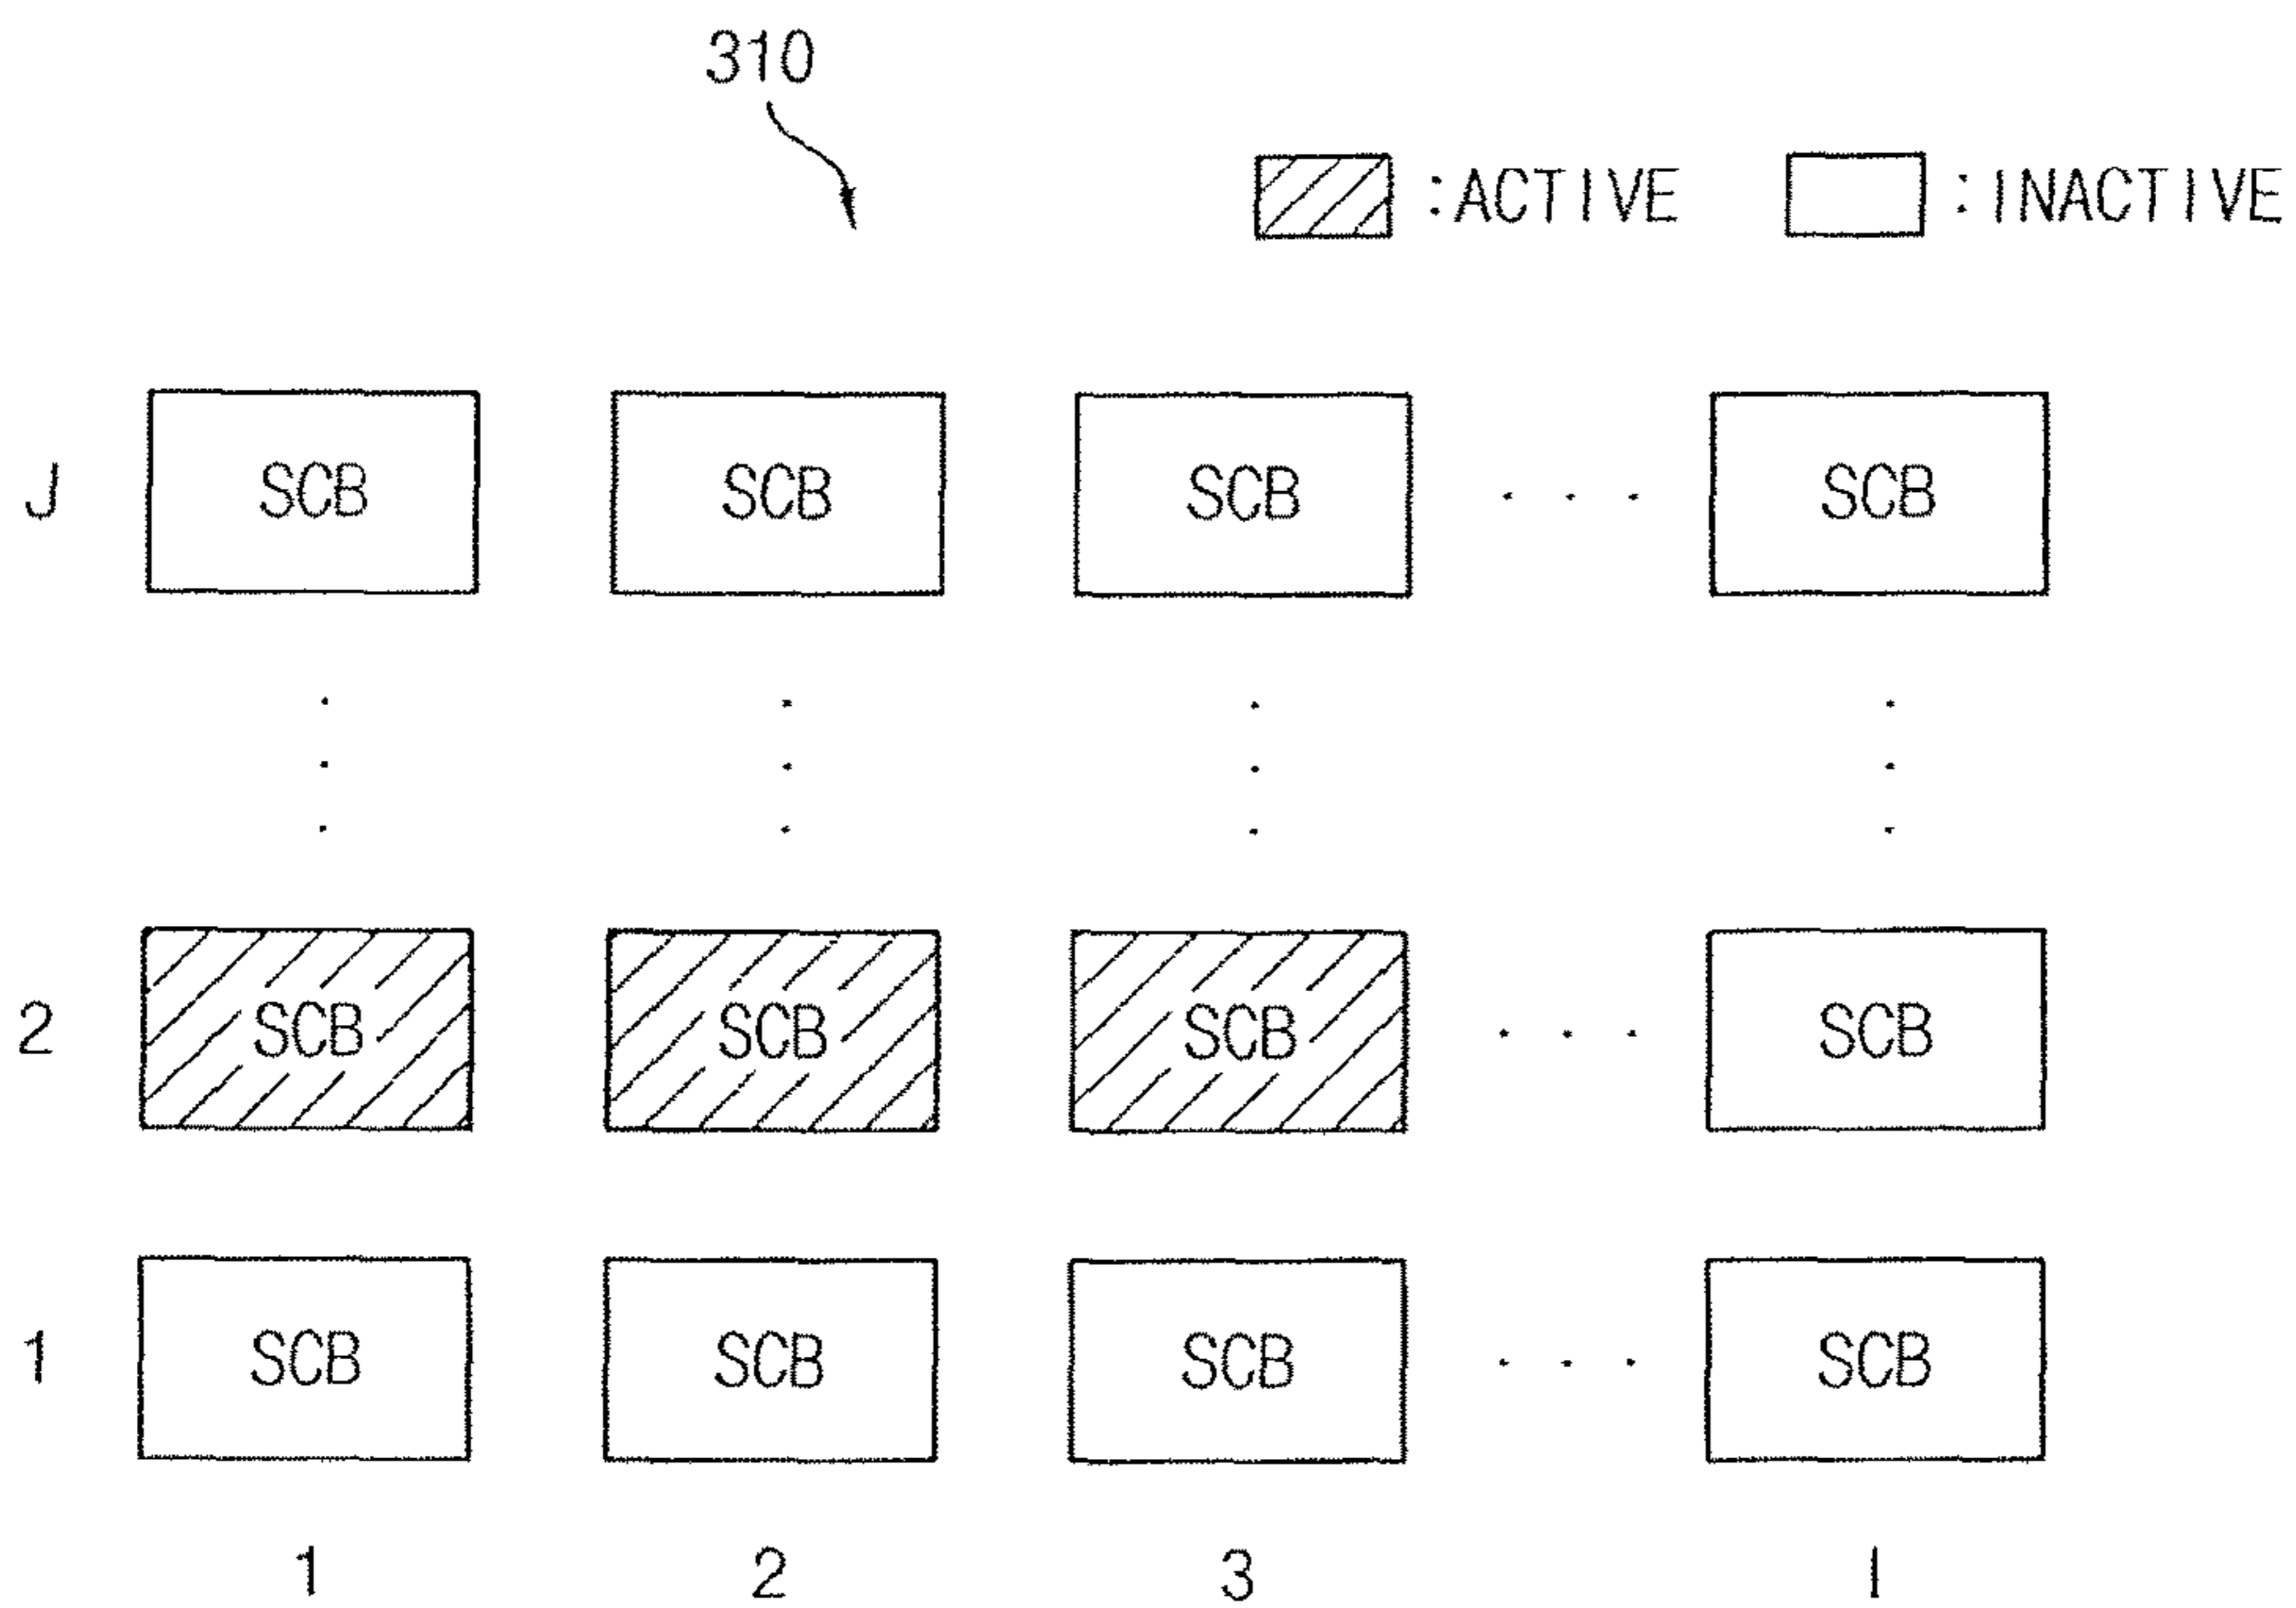 310
:ACTIVE :INACTIVE
J SCB SCB SCB . . . SCB
2 SCB SCB SCB . . . SCB
1 SCB SCB SCB . . . SCB
1 2 3 I